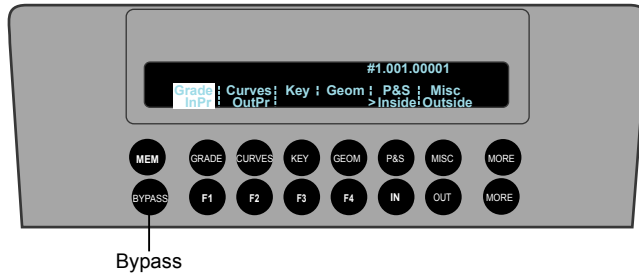 #1.001.00001
Grade Curves Key Geom P&S Misc
InPr OutPr >Inside Outside
MEM GRADE CURVES KEY GEOM P&S MISC MORE
BYPASS F1 F2 F3 F4 IN OUT MORE
Bypass